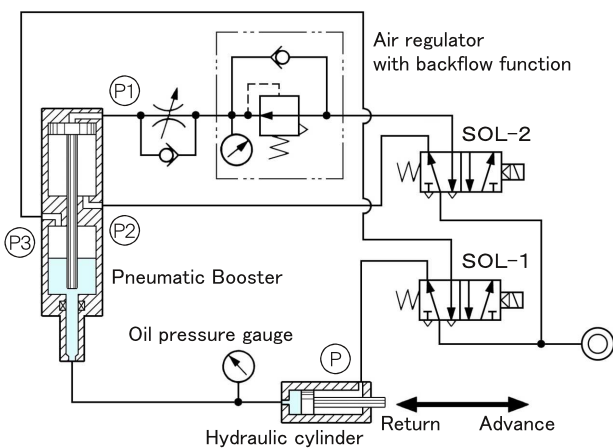 Air regulator
with backflow function
P1
SOL-2
P3
P2
SOL-1
Pneumatic Booster
Oil pressure gauge
P
Return
Advance
Hydraulic cylinder